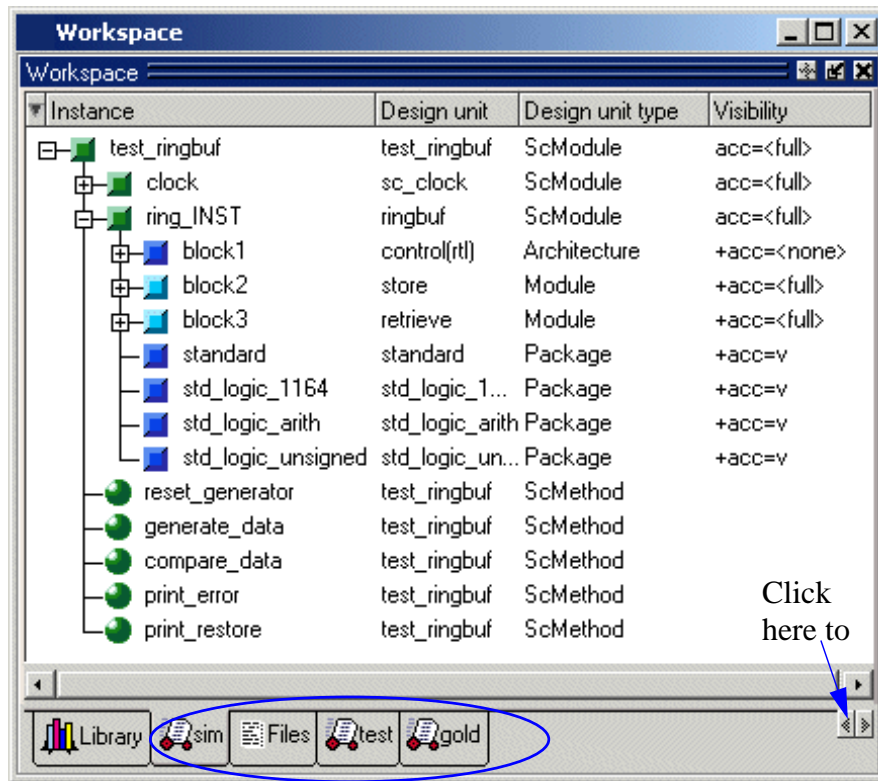 Workspace
Workspace
Instance Design unit Design unit type Visibility
test_ringbuf test_ringbuf ScModule acc=<full>
clock sc_clock ScModule acc=<full>
ring_INST ringbuf ScModule acc=<full>
block1 control(rtl) Architecture +acc=<none>
block2 store Module +acc=<full>
block3 retrieve Module +acc=<full>
standard standard Package +acc=v
std_logic_1164 std_logic_1... Package +acc=v
std_logic_arith std_logic_arith Package +acc=v
std_logic_unsigned std_logic_un... Package +acc=v
reset_generator test_ringbuf ScMethod
generate_data test_ringbuf ScMethod
compare_data test_ringbuf ScMethod
print_error test_ringbuf ScMethod
print_restore test_ringbuf ScMethod
Click
here to
Library sim Files test gold